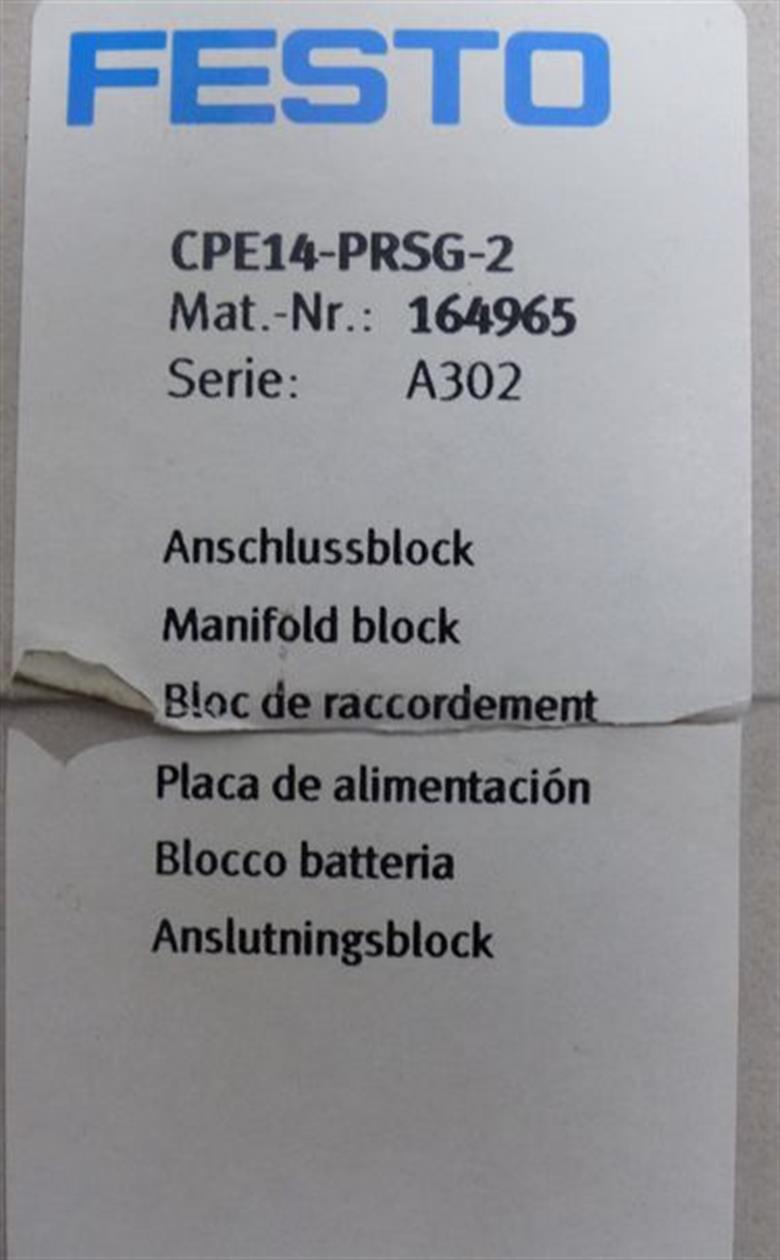 FESTO
CPE14-PRSG-2
Mat.-Nr.: 164965
Serie: A302
Anschlussblock
Manifold block
Bloc de raccordement
Placa de alimentación
Blocco batteria
Anslutningsblock